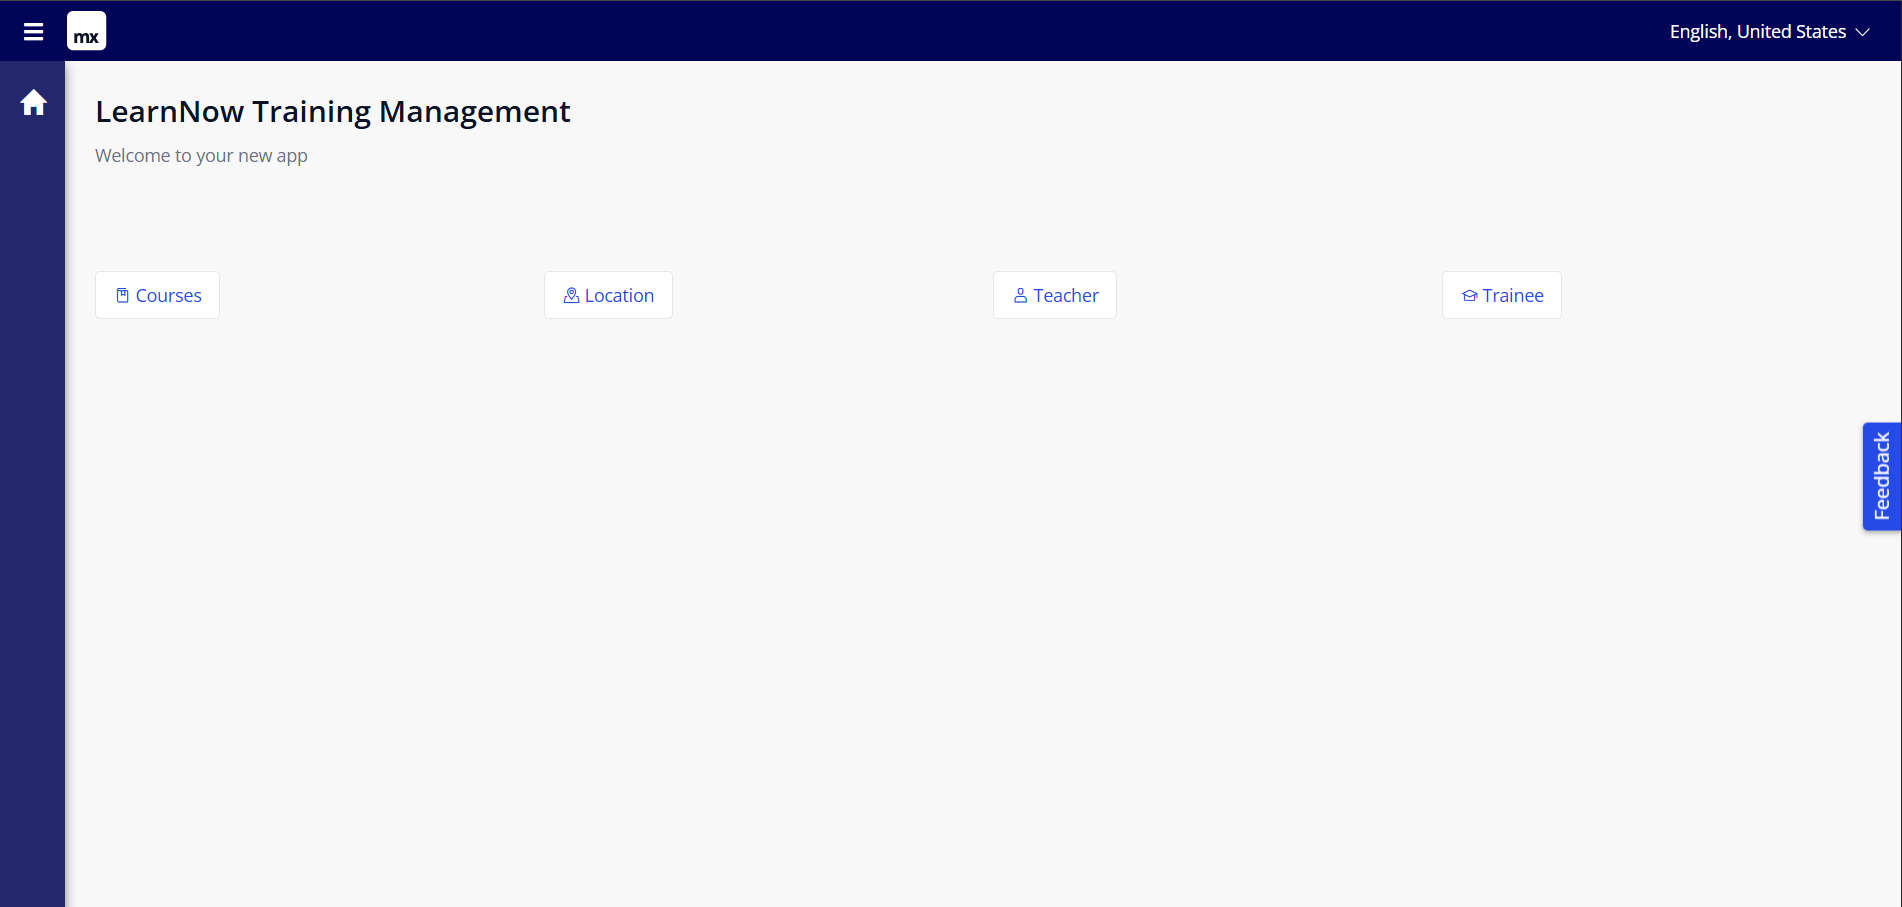 mx
English, United States
LearnNow Training Management
Welcome to your new app
Courses
Location
Teacher
Trainee
Feedback